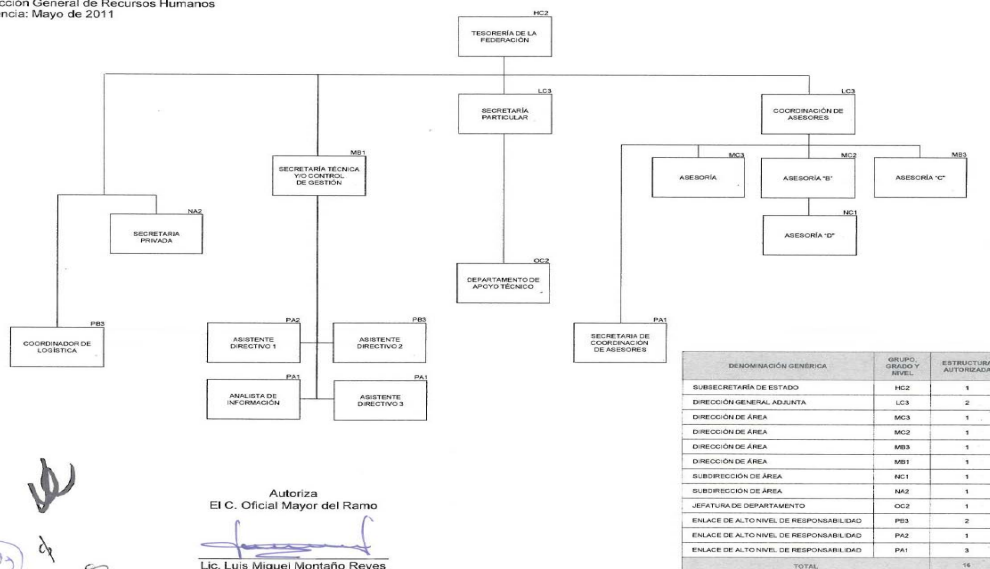 cción General de Recursos Humanos
encia: Mayo de 2011
HC2
TESORERÍA DE LA
FEDERACIÓN
LC3
SECRETARÍA
PARTICULAR
LC3
COORDINACIÓN DE
ASESORES
MB1
SECRETARÍA TÉCNICA
Y/O CONTROL
DE GESTIÓN
MC3
ASESORÍA
MC2
ASESORÍA "B"
MB3
ASESORÍA "C"
NA2
SECRETARIA
PRIVADA
NC1
ASESORÍA "D"
OC2
DEPARTAMENTO DE
APOYO TÉCNICO
PB3
COORDINADOR DE
LOGÍSTICA
PA2
ASISTENTE
DIRECTIVO 1
PB3
ASISTENTE
DIRECTIVO 2
PA1
SECRETARIA DE
COORDINACIÓN
DE ASESORES
PA1
ANALISTA DE
INFORMACIÓN
PA1
ASISTENTE
DIRECTIVO 3
DENOMINACIÓN GENÉRICA GRUPO, GRADO Y NIVEL ESTRUCTURA AUTORIZADA
SUBSECRETARÍA DE ESTADO HC2 1
DIRECCIÓN GENERAL ADJUNTA LC3 2
DIRECCIÓN DE ÁREA MC3 1
DIRECCIÓN DE ÁREA MC2 1
DIRECCIÓN DE ÁREA MB3 1
DIRECCIÓN DE ÁREA MB1 1
SUBDIRECCIÓN DE ÁREA NC1 1
SUBDIRECCIÓN DE ÁREA NA2 1
JEFATURA DE DEPARTAMENTO OC2 1
ENLACE DE ALTO NIVEL DE RESPONSABILIDAD PB3 2
ENLACE DE ALTO NIVEL DE RESPONSABILIDAD PA2 1
ENLACE DE ALTO NIVEL DE RESPONSABILIDAD PA1 3
TOTAL 16
Autoriza
El C. Oficial Mayor del Ramo
Lic. Luis Miguel Montaño Reyes